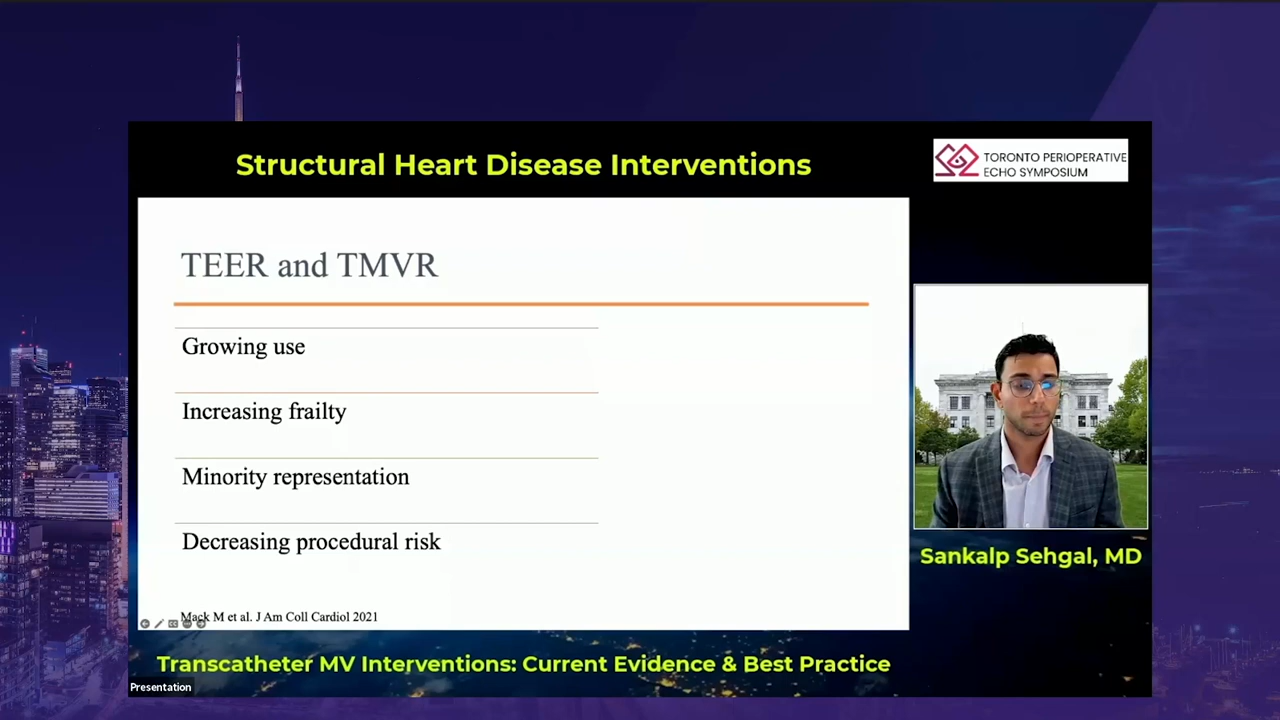 Structural Heart Disease Interventions
TORONTO PERIOPERATIVE
ECHO SYMPOSIUM
TEER and TMVR
Growing use
Increasing frailty
Minority representation
Decreasing procedural risk
Mack M et al. J Am Coll Cardiol 2021
Sankalp Sehgal, MD
Transcatheter MV Interventions: Current Evidence & Best Practice
Presentation